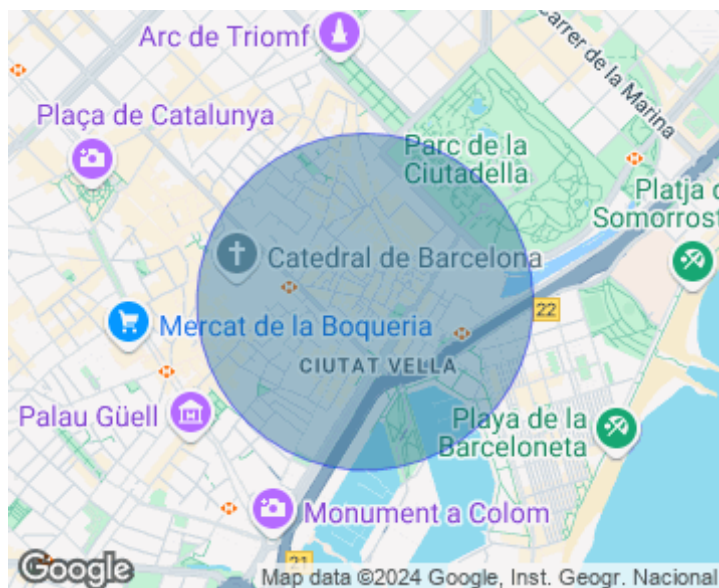 Arc de Triomf
Carrer de la Marina
Plaça de Catalunya
Parc de la
Ciutadella
Platja d
Somorrost
Catedral de Barcelona
22
Mercat de la Boqueria
CIUTAT VELLA
Palau Güell
Playa de la
Barceloneta
Monument a Colom
21
Google
Map data ©2024 Google, Inst. Geogr. Nacional